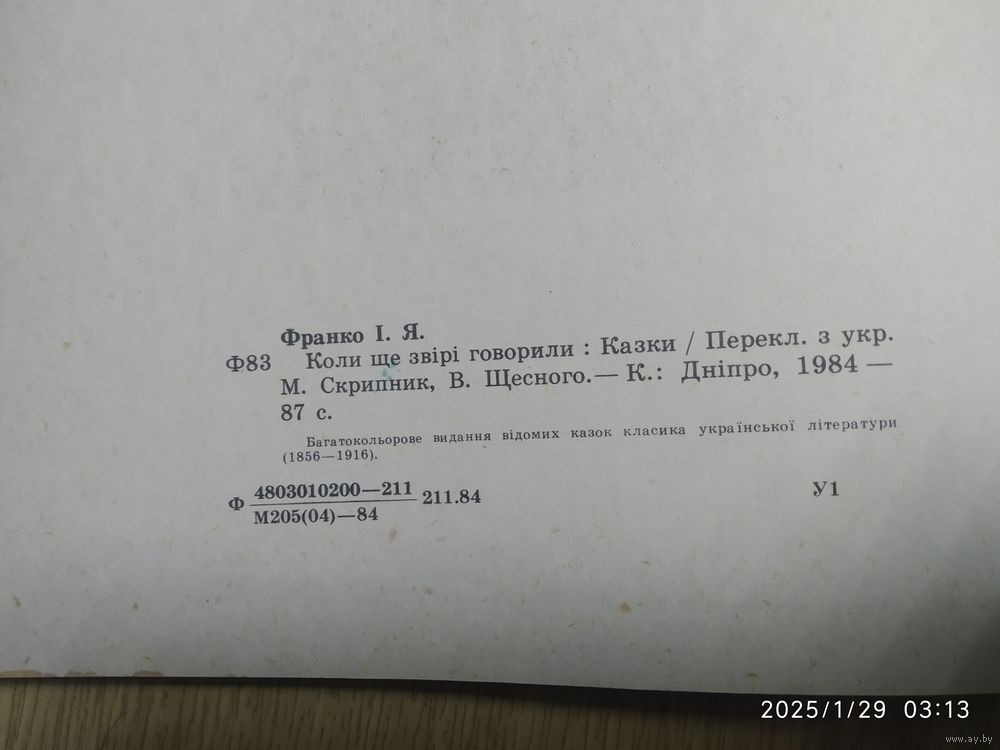 Франко І. Я.
Ф83 Коли ще звірі говорили : Казки / Перекл. з укр.
М. Скрипник, В. Щесного.— К.: Дніпро, 1984 —
87 с.
Багатокольорове видання відомих казок класика української літератури
(1856—1916).
Ф 4803010200—211 211.84 У1
М205(04)—84
2025/1/29 03:13
www.ay.by